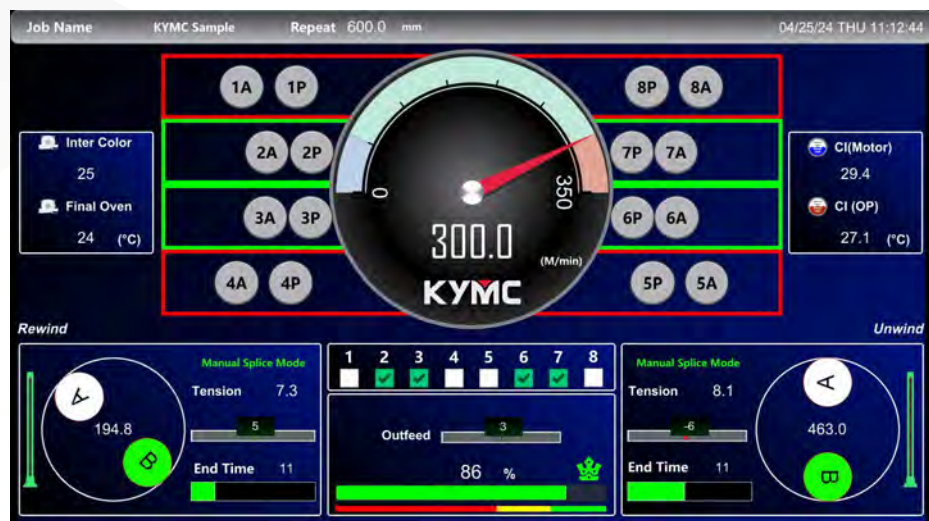 Job Name KYMC Sample Repeat 600.0 mm 04/25/24 THU 11:12:44
1A 1P 8P 8A
Inter Color 2A 2P 7P 7A CI(Motor)
25 29.4
Final Oven 3A 3P 0 350 6P 6A CI (OP)
24 (°C) 300.0 27.1 (°C)
(M/min)
4A 4P KYMC 5P 5A
Rewind Unwind
1 2 3 4 5 6 7 8
Manual Splice Mode
Tension 7.3
A
194.8
5
B
End Time 11
Outfeed 3
86 %
Manual Splice Mode
Tension 8.1
A
-6
463.0
End Time 11
B